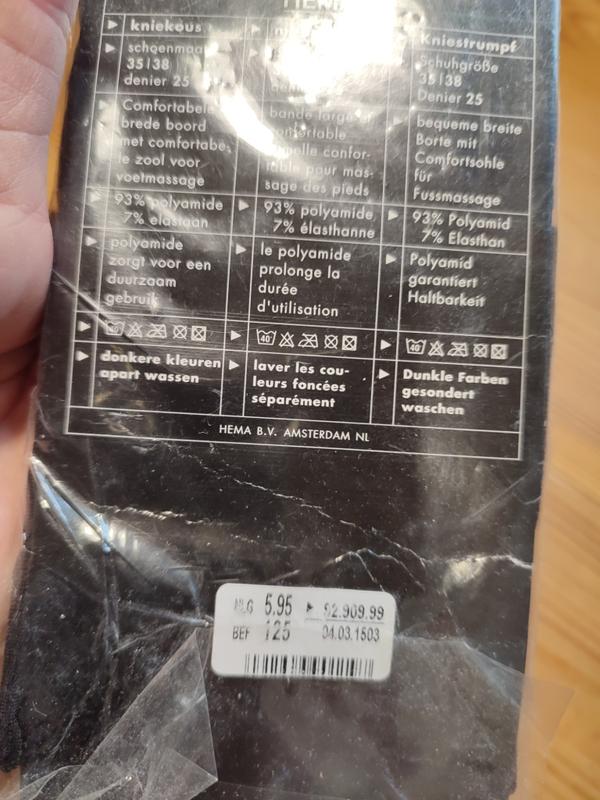 HEMA
kniekous
Kniestrumpf
schoenmaat
35|38
denier 25
Schuhgröße
35|38
Denier 25
Comfortabele
brede boord
met comfortabe-
le zool voor
voetmassage
bande large et
confortable
semelle confor-
table pour mas-
sage des pieds
bequeme breite
Borte mit
Comfortsohle
für
Fussmassage
93% polyamide
7% elastaan
93% polyamide
7% élasthanne
93% Polyamid
7% Elasthan
polyamide
zorgt voor een
duurzaam
gebruik
le polyamide
prolonge la
durée
d'utilisation
Polyamid
garantiert
Haltbarkeit
40
40
40
donkere kleuren
apart wassen
laver les cou-
leurs foncées
séparément
Dunkle Farben
gesondert
waschen
HEMA B.V. AMSTERDAM NL
NLG 5.95 92.909.99
BEF 125 04.03.1503